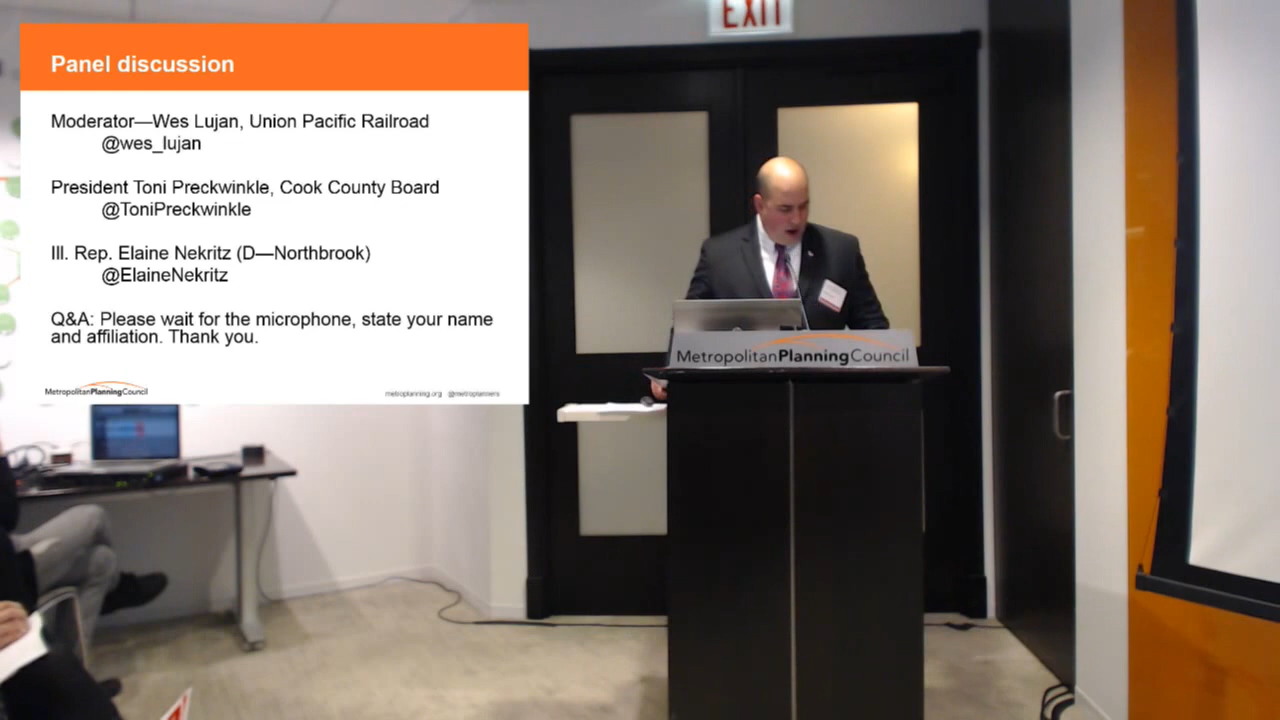 EXIT
Panel discussion
Moderator—Wes Lujan, Union Pacific Railroad
@wes_lujan
President Toni Preckwinkle, Cook County Board
@ToniPreckwinkle
Ill. Rep. Elaine Nekritz (D—Northbrook)
@ElaineNekritz
Q&A: Please wait for the microphone, state your name
and affiliation. Thank you.
MetropolitanPlanningCouncil
metroplanning.org @metroplanners
MetropolitanPlanningCouncil